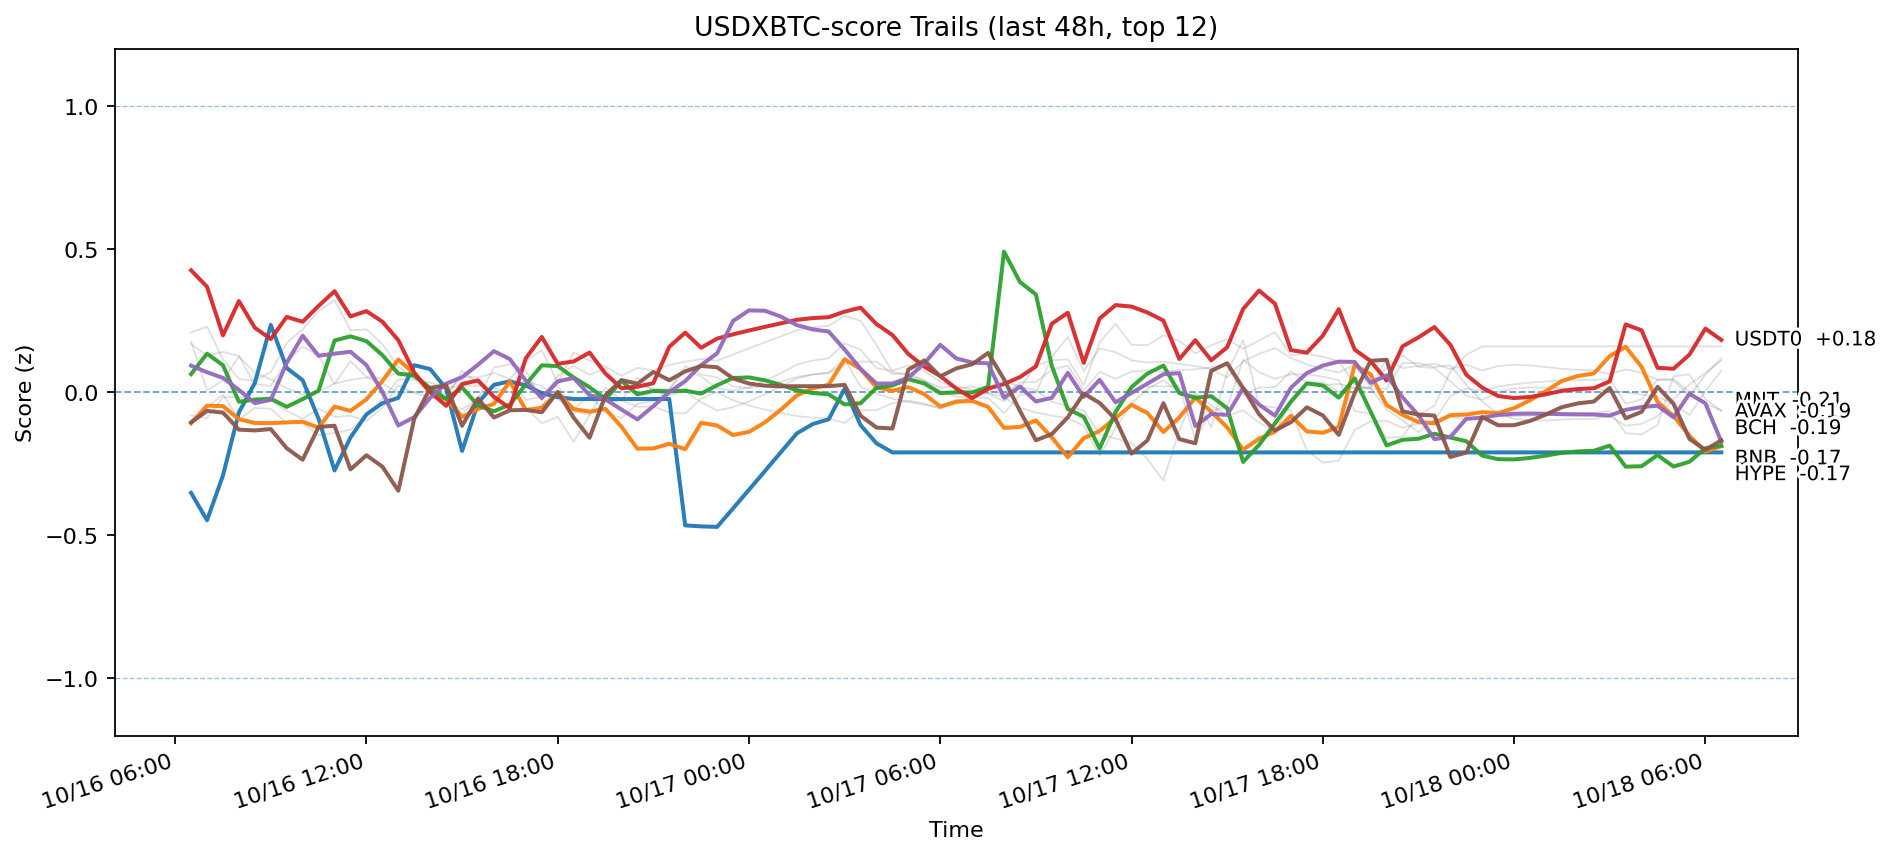 USDXBTC-score Trails (last 48h, top 12)
Score (z)
1.0
0.5
0.0
−0.5
−1.0
USDT0 +0.18
MNT -0.21
AVAX -0.19
BCH -0.19
BNB -0.17
HYPE -0.17
10/16 06:00
10/16 12:00
10/16 18:00
10/17 00:00
10/17 06:00
10/17 12:00
10/17 18:00
10/18 00:00
10/18 06:00
Time